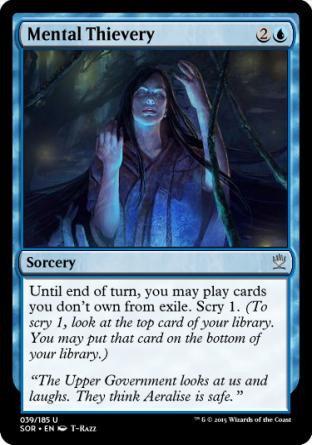 Mental Thievery 2
Sorcery
Until end of turn, you may play cards
you don't own from exile. Scry 1. (To
scry 1, look at the top card of your library.
You may put that card on the bottom of
your library.)
“The Upper Government looks at us and
laughs. They think Aeralise is safe.”
039/185 U
SOR • EN T-Razz
™ & © 2015 Wizards of the Coast